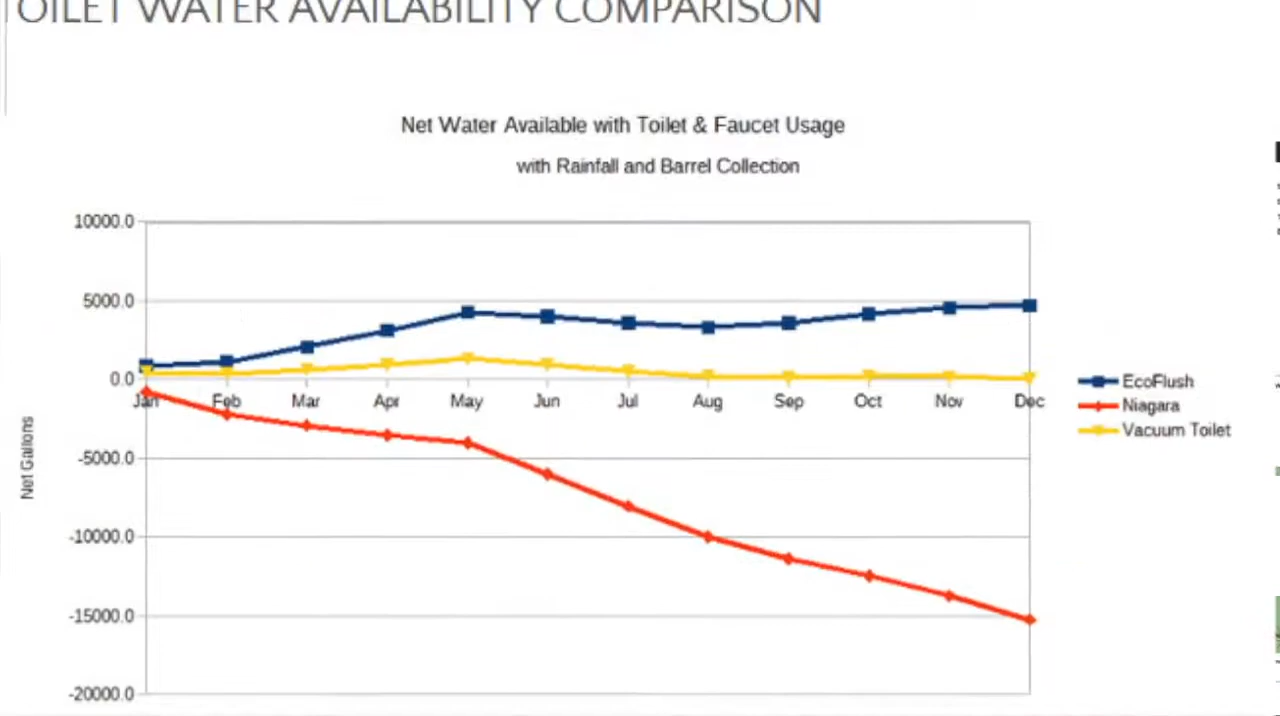 OILET WATER AVAILABILITY COMPARISON
Net Water Available with Toilet & Faucet Usage
with Rainfall and Barrel Collection
10000.0
5000.0
0.0
-5000.0
-10000.0
-15000.0
-20000.0
Net Gallons
Jan Feb Mar Apr May Jun Jul Aug Sep Oct Nov Dec
EcoFlush
Niagara
Vacuum Toilet